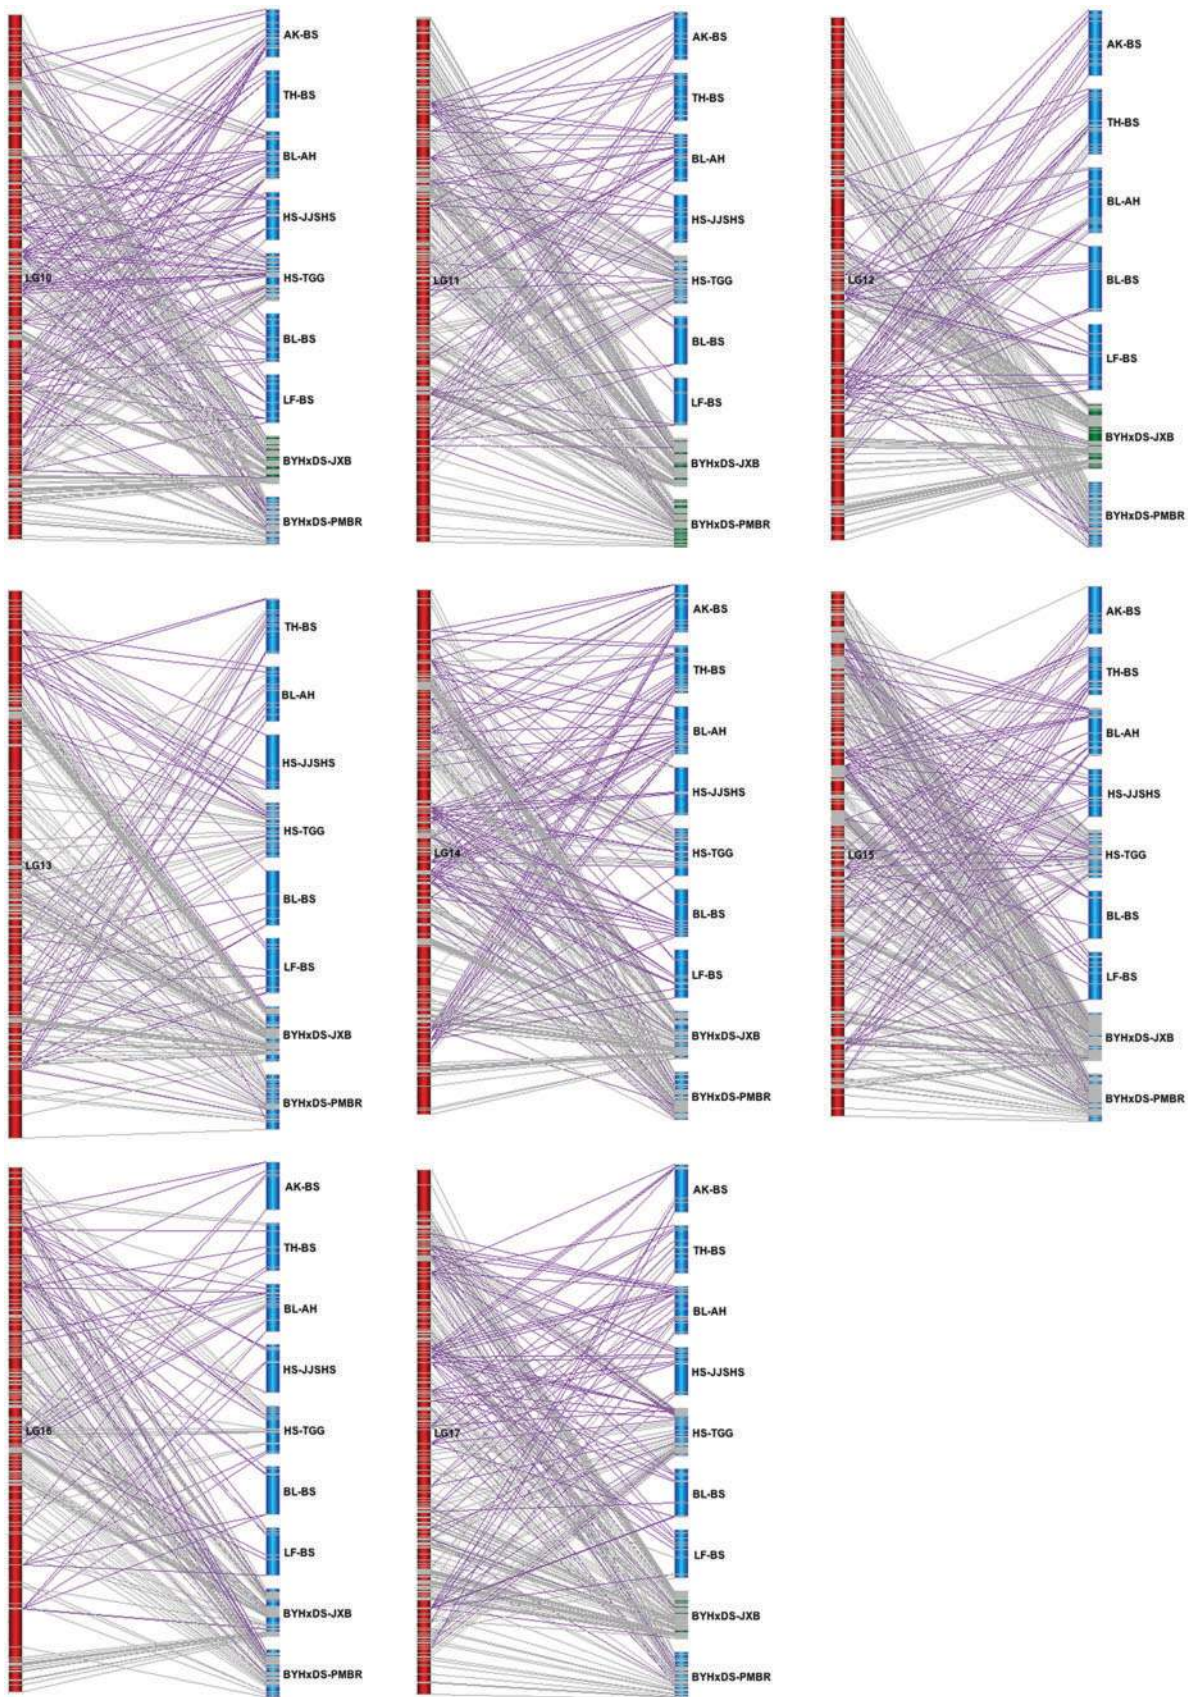 AK-BS
TH-BS
BL-AH
HS-JJSHS
LG10
HS-TGG
BL-BS
LF-BS
BYHxDS-JXB
BYHxDS-PMBR
AK-BS
TH-BS
BL-AH
HS-JJSHS
LG11
HS-TGG
BL-BS
LF-BS
BYHxDS-JXB
BYHxDS-PMBR
AK-BS
TH-BS
BL-AH
LG12
BL-BS
LF-BS
BYHxDS-JXB
BYHxDS-PMBR
TH-BS
BL-AH
HS-JJSHS
HS-TGG
LG13
BL-BS
LF-BS
BYHxDS-JXB
BYHxDS-PMBR
AK-BS
TH-BS
BL-AH
HS-JJSHS
LG14
HS-TGG
BL-BS
LF-BS
BYHxDS-JXB
BYHxDS-PMBR
AK-BS
TH-BS
BL-AH
HS-JJSHS
LG15
HS-TGG
BL-BS
LF-BS
BYHxDS-JXB
BYHxDS-PMBR
AK-BS
TH-BS
BL-AH
HS-JJSHS
LG16
HS-TGG
BL-BS
LF-BS
BYHxDS-JXB
BYHxDS-PMBR
AK-BS
TH-BS
BL-AH
HS-JJSHS
LG17
HS-TGG
BL-BS
LF-BS
BYHxDS-JXB
BYHxDS-PMBR